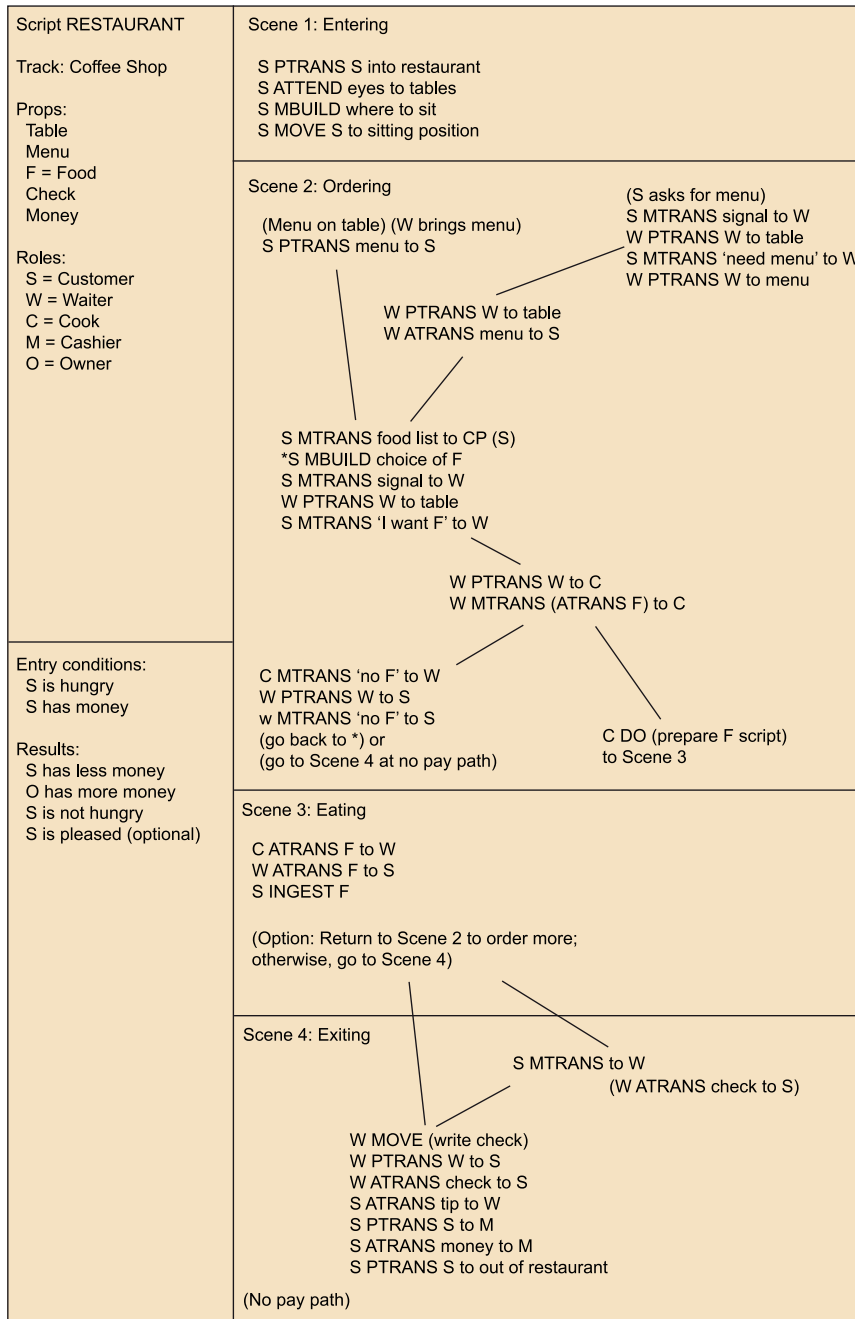 Script RESTAURANT
Track: Coffee Shop
Props:
Table
Menu
F = Food
Check
Money
Roles:
S = Customer
W = Waiter
C = Cook
M = Cashier
O = Owner
Entry conditions:
S is hungry
S has money
Results:
S has less money
O has more money
S is not hungry
S is pleased (optional)
Scene 1: Entering
S PTRANS S into restaurant
S ATTEND eyes to tables
S MBUILD where to sit
S MOVE S to sitting position
Scene 2: Ordering
(Menu on table) (W brings menu)
S PTRANS menu to S
(S asks for menu)
S MTRANS signal to W
W PTRANS W to table
S MTRANS ‘need menu’ to W
W PTRANS W to menu
W PTRANS W to table
W ATRANS menu to S
S MTRANS food list to CP (S)
*S MBUILD choice of F
S MTRANS signal to W
W PTRANS W to table
S MTRANS ‘I want F’ to W
W PTRANS W to C
W MTRANS (ATRANS F) to C
C MTRANS ‘no F’ to W
W PTRANS W to S
w MTRANS ‘no F’ to S
(go back to *) or
(go to Scene 4 at no pay path)
C DO (prepare F script)
to Scene 3
Scene 3: Eating
C ATRANS F to W
W ATRANS F to S
S INGEST F
(Option: Return to Scene 2 to order more;
otherwise, go to Scene 4)
Scene 4: Exiting
S MTRANS to W
(W ATRANS check to S)
W MOVE (write check)
W PTRANS W to S
W ATRANS check to S
S ATRANS tip to W
S PTRANS S to M
S ATRANS money to M
S PTRANS S to out of restaurant
(No pay path)